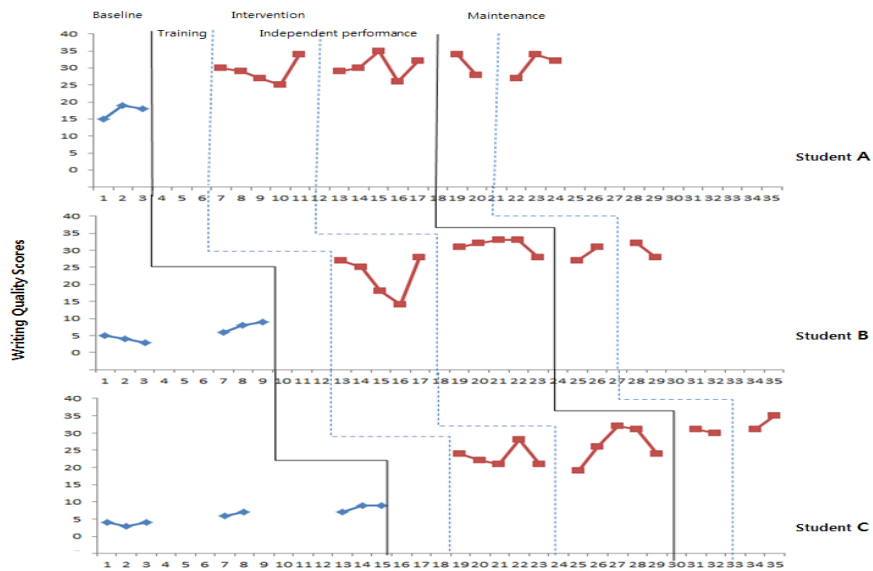 Baseline Intervention Maintenance
Training Independent performance
40
35
30
25
20
15
10
5
0
Student A
1 2 3 4 5 6 7 8 9 10 11 12 13 14 15 16 17 18 19 20 21 22 23 24 25 26 27 28 29 30 31 32 33 34 35
Writing Quality Scores
40
35
30
25
20
15
10
5
0
Student B
1 2 3 4 5 6 7 8 9 10 11 12 13 14 15 16 17 18 19 20 21 22 23 24 25 26 27 28 29 30 31 32 33 34 35
40
35
30
25
20
15
10
5
Student C
1 2 3 4 5 6 7 8 9 10 11 12 13 14 15 16 17 18 19 20 21 22 23 24 25 26 27 28 29 30 31 32 33 34 35